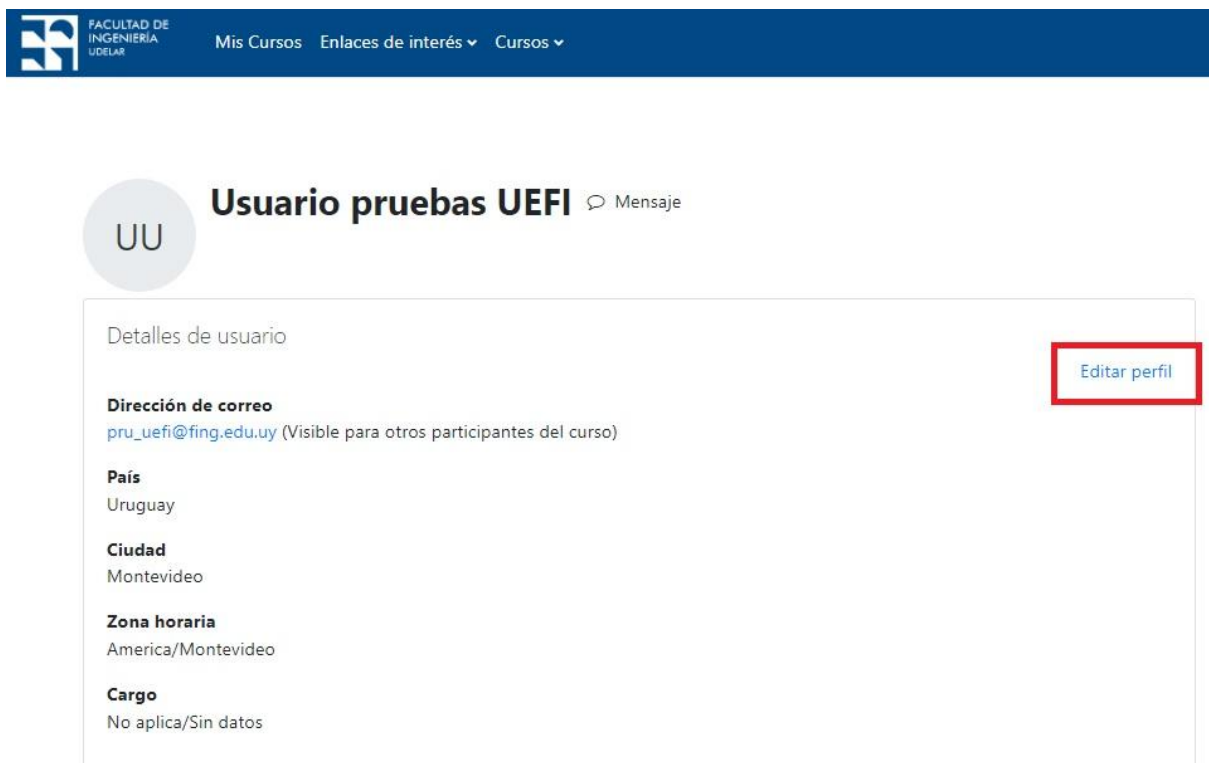 FACULTAD DE
INGENIERÍA
UDELAR
Mis Cursos Enlaces de interés Cursos
UU
Usuario pruebas UEFI Mensaje
Detalles de usuario
Editar perfil
Dirección de correo
pru_uefi@fing.edu.uy (Visible para otros participantes del curso)
País
Uruguay
Ciudad
Montevideo
Zona horaria
America/Montevideo
Cargo
No aplica/Sin datos